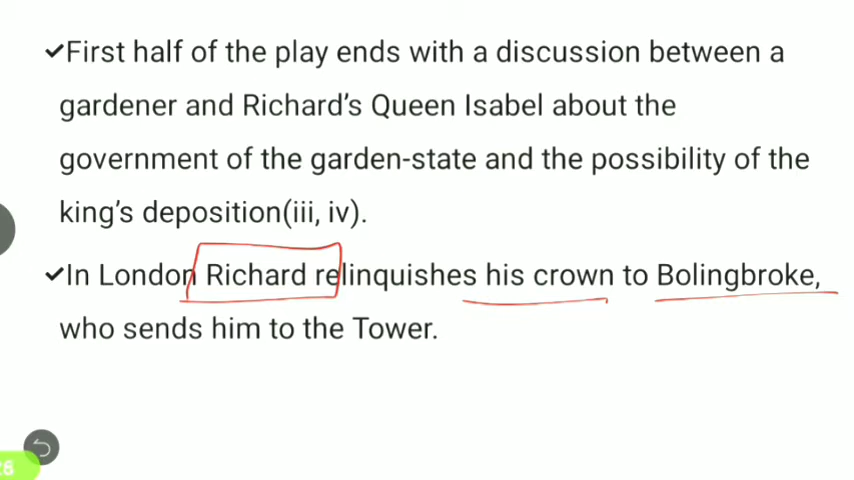 ✓First half of the play ends with a discussion between a
gardener and Richard's Queen Isabel about the
government of the garden-state and the possibility of the
king's deposition(iii, iv).
✓In London Richard relinquishes his crown to Bolingbroke,
who sends him to the Tower.